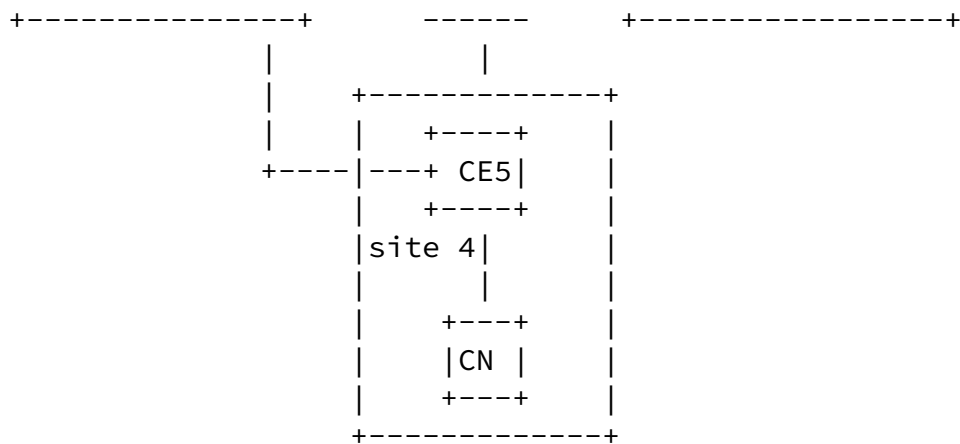 +---------------+      ------     +-----------------+
              |            |
              |     +-------------+
              |     |   +----+    |
              +----|---+ CE5|     |
                    |   +----+    |
                    |site 4|      |
                    |      |      |
                    |    +---+    |
                    |    |CN |    |
                    |    +---+    |
                    +-------------+